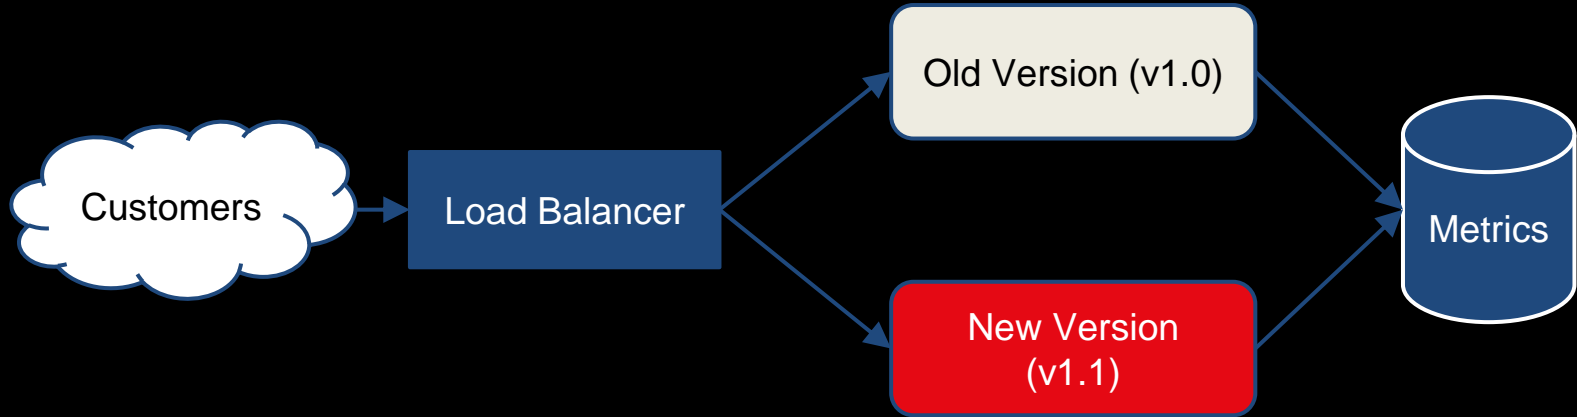 Customers
Load Balancer
Old Version (v1.0)
New Version
(v1.1)
Metrics